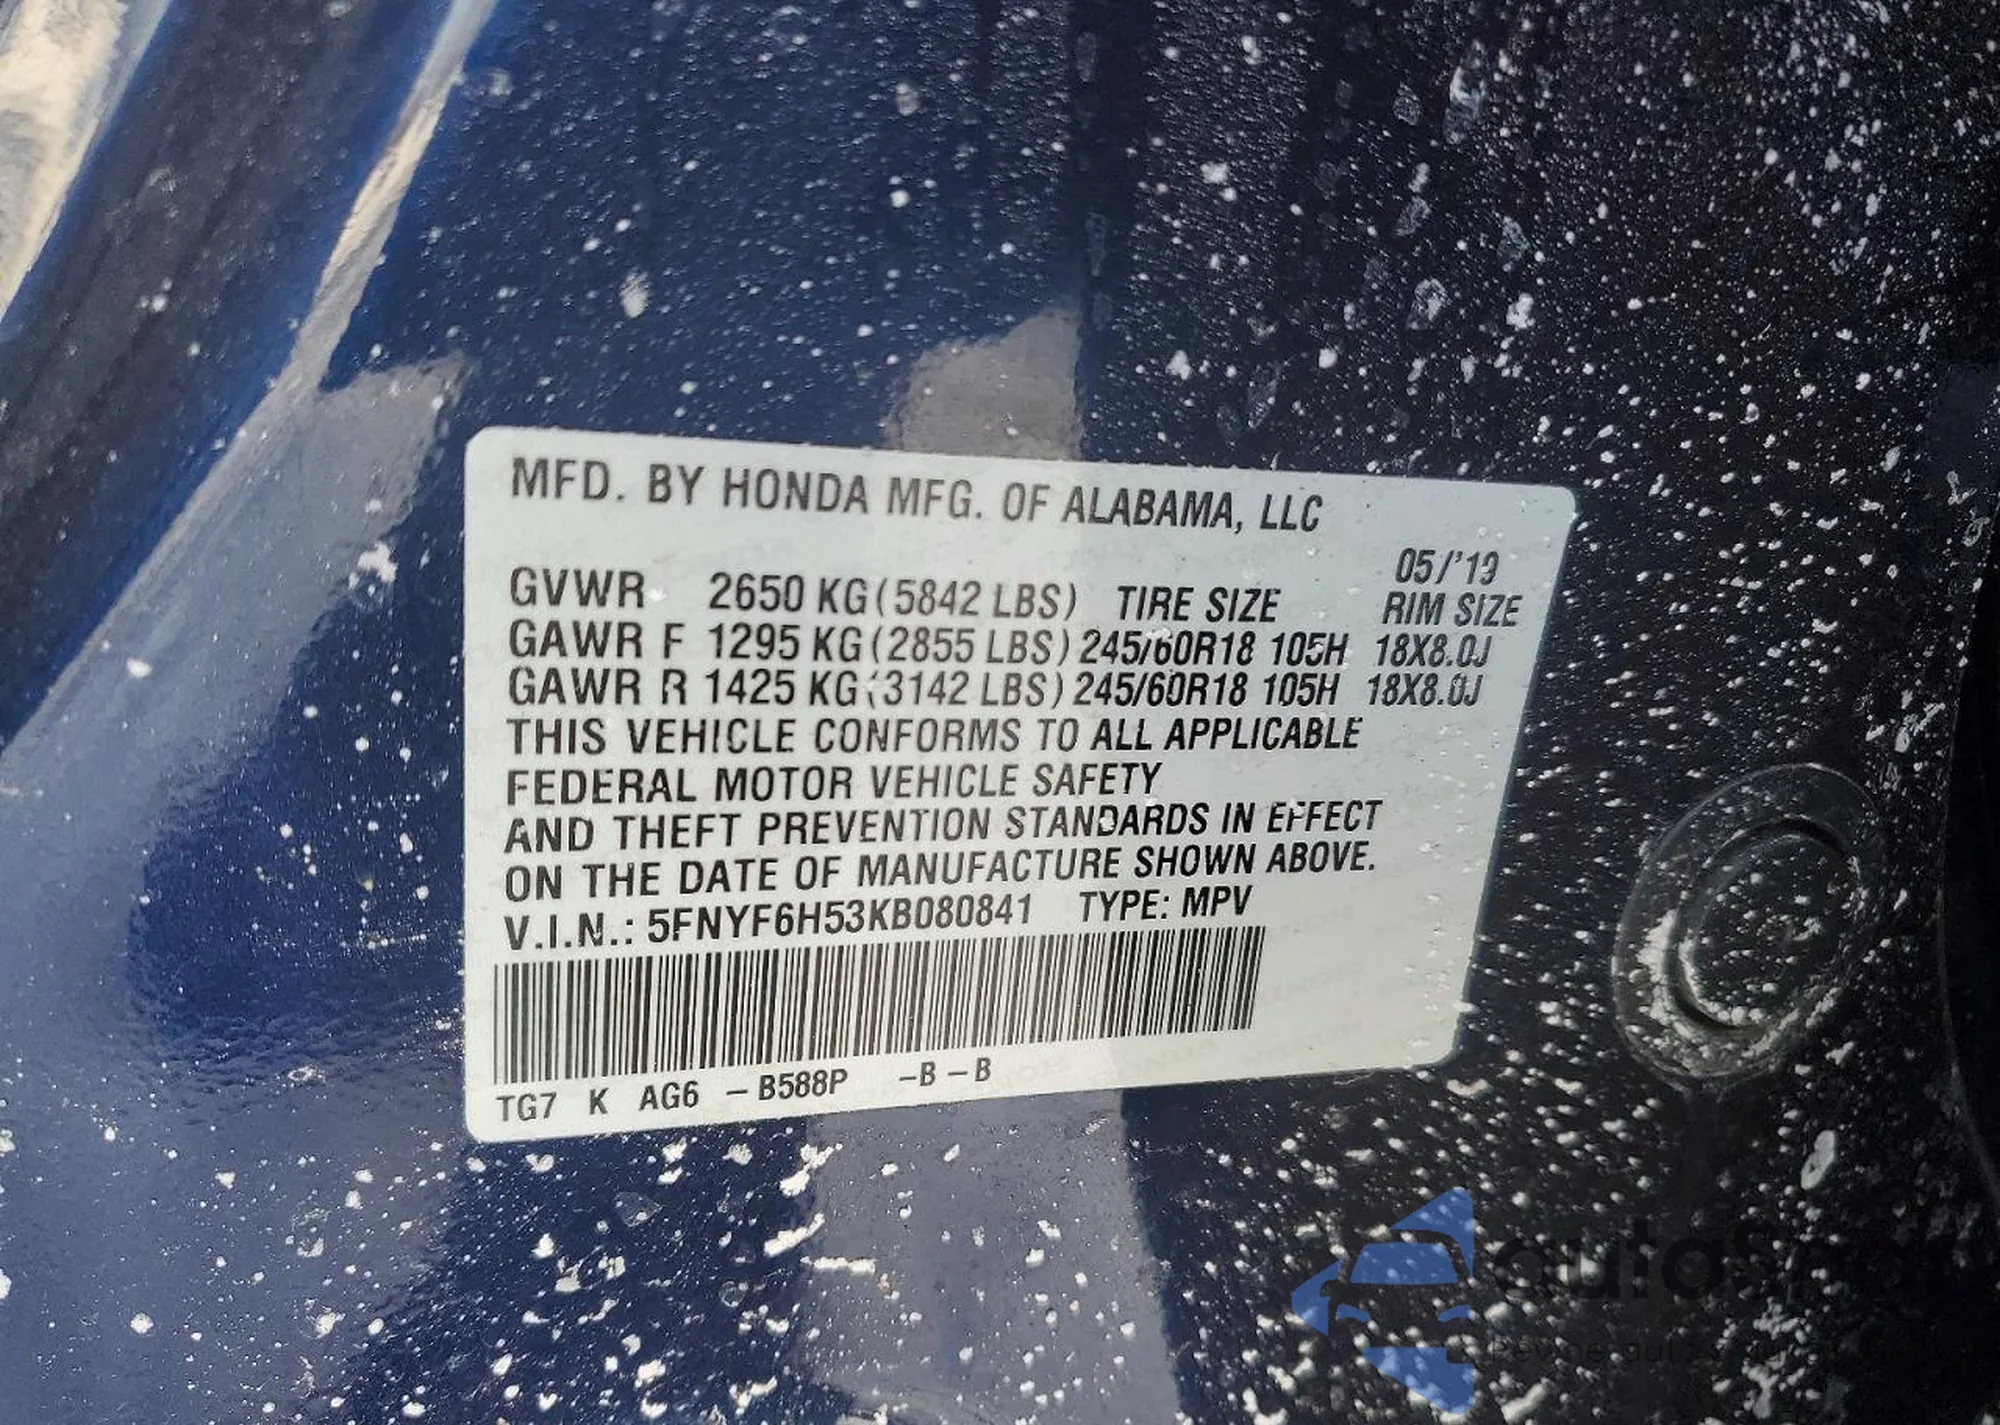 MFD. BY HONDA MFG. OF ALABAMA, LLC
05/'19
GVWR 2650 KG (5842 LBS) TIRE SIZE RIM SIZE
GAWR F 1295 KG (2855 LBS) 245/60R18 105H 18X8.0J
GAWR R 1425 KG (3142 LBS) 245/60R18 105H 18X8.0J
THIS VEHICLE CONFORMS TO ALL APPLICABLE
FEDERAL MOTOR VEHICLE SAFETY
AND THEFT PREVENTION STANDARDS IN EFFECT
ON THE DATE OF MANUFACTURE SHOWN ABOVE.
V.I.N.: 5FNYF6H53KB080841 TYPE: MPV
TG7 K AG6 -B588P -B-B